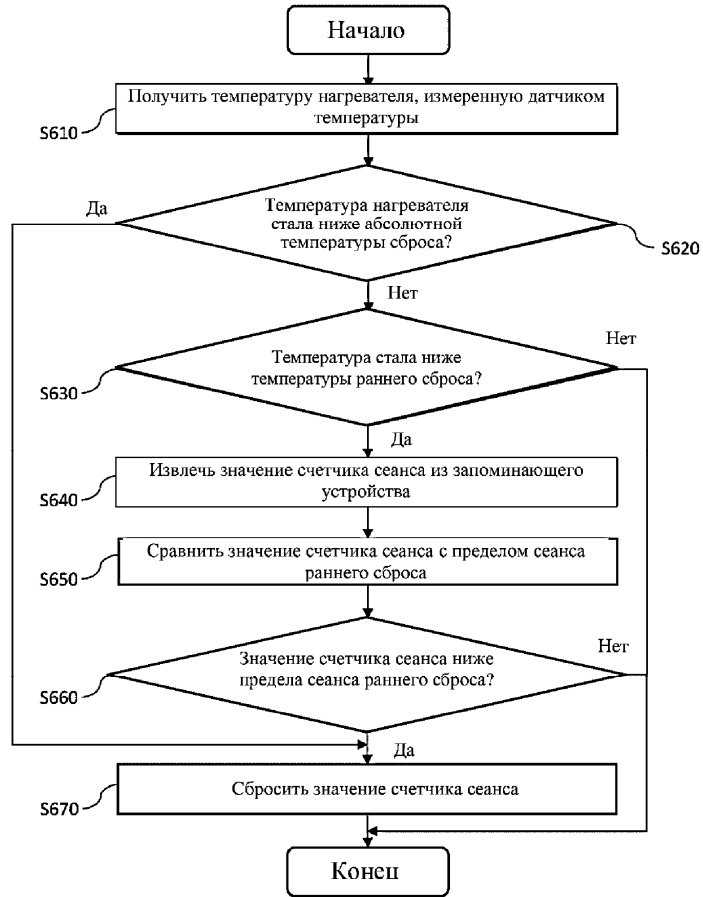 Начало
Получить температуру нагревателя, измеренную датчиком
температуры
S610
Да
Температура нагревателя
стала ниже абсолютной
температуры сброса?
S620
Нет
Температура стала ниже
температуры раннего сброса?
Нет
S630
Да
Извлечь значение счетчика сеанса из запоминающего
устройства
S640
Сравнить значение счетчика сеанса с пределом сеанса
раннего сброса
S650
Значение счетчика сеанса ниже
предела сеанса раннего сброса?
Нет
S660
Да
Сбросить значение счетчика сеанса
S670
Конец